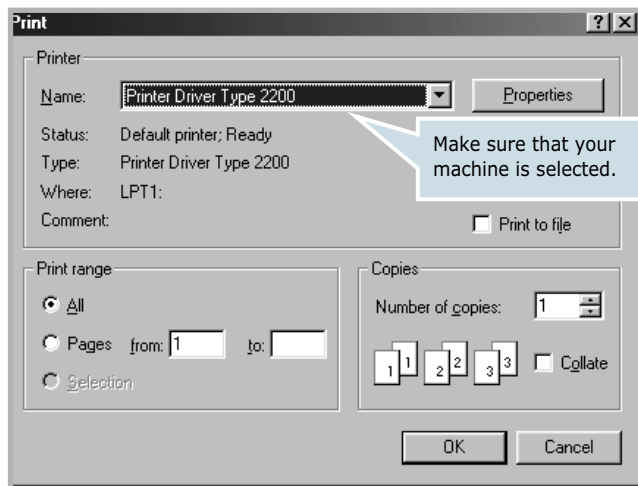 Print
Printer
Name: Printer Driver Type 2200 Properties
Status: Default printer; Ready
Type: Printer Driver Type 2200
Where: LPT1:
Comment: Print to file
Make sure that your
machine is selected.
Print range
All
Pages from: 1 to:
Selection
Copies
Number of copies: 1
1 1 2 2 3 3 Collate
OK Cancel